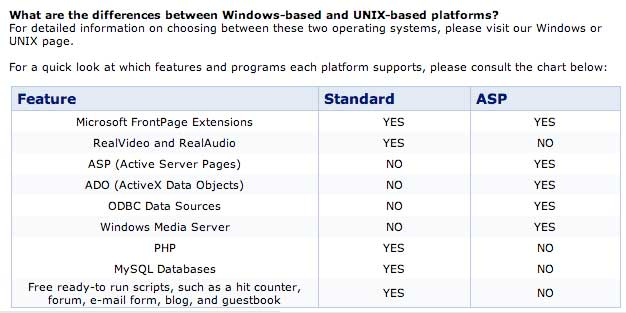 What are the differences between Windows-based and UNIX-based platforms?
For detailed information on choosing between these two operating systems, please visit our Windows or
UNIX page.
For a quick look at which features and programs each platform supports, please consult the chart below:
Feature Standard ASP
Microsoft FrontPage Extensions YES YES
RealVideo and RealAudio YES NO
ASP (Active Server Pages) NO YES
ADO (ActiveX Data Objects) NO YES
ODBC Data Sources NO YES
Windows Media Server NO YES
PHP YES NO
MySQL Databases YES NO
Free ready-to run scripts, such as a hit counter,
forum, e-mail form, blog, and guestbook YES NO